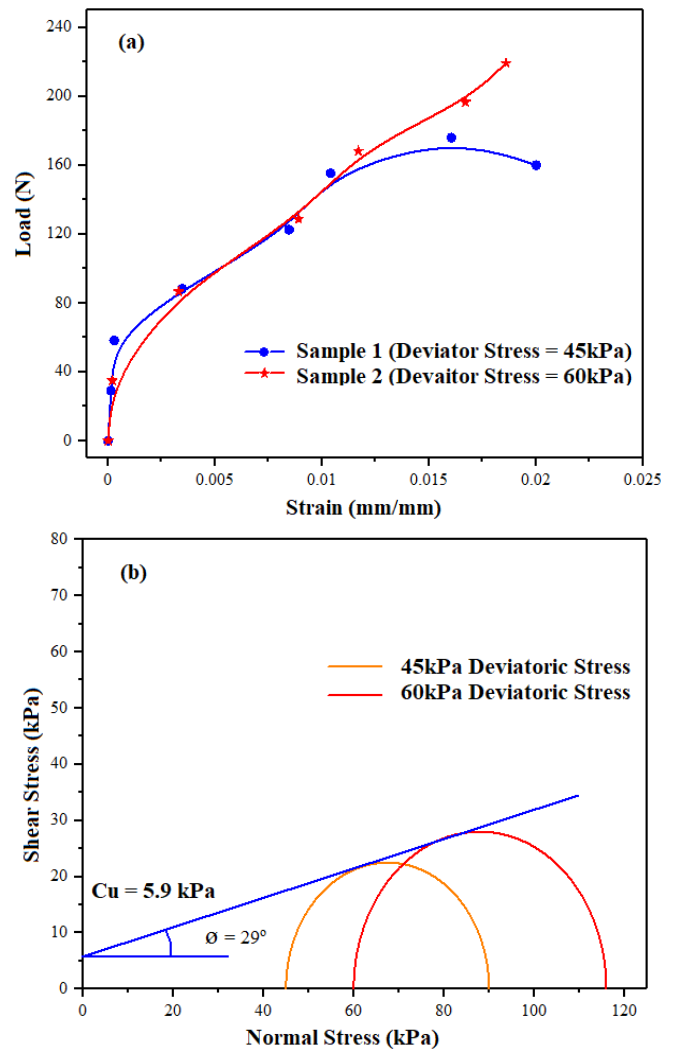 (a)
240
200
160
120
80
40
0
Load (N)
Sample 1 (Deviator Stress = 45kPa)
Sample 2 (Devaitor Stress = 60kPa)
0 0.005 0.01 0.015 0.02 0.025
Strain (mm/mm)
(b)
80
70
60
50
40
30
20
10
0
Shear Stress (kPa)
45kPa Deviatoric Stress
60kPa Deviatoric Stress
Cu = 5.9 kPa
Ø = 29°
0 20 40 60 80 100 120
Normal Stress (kPa)